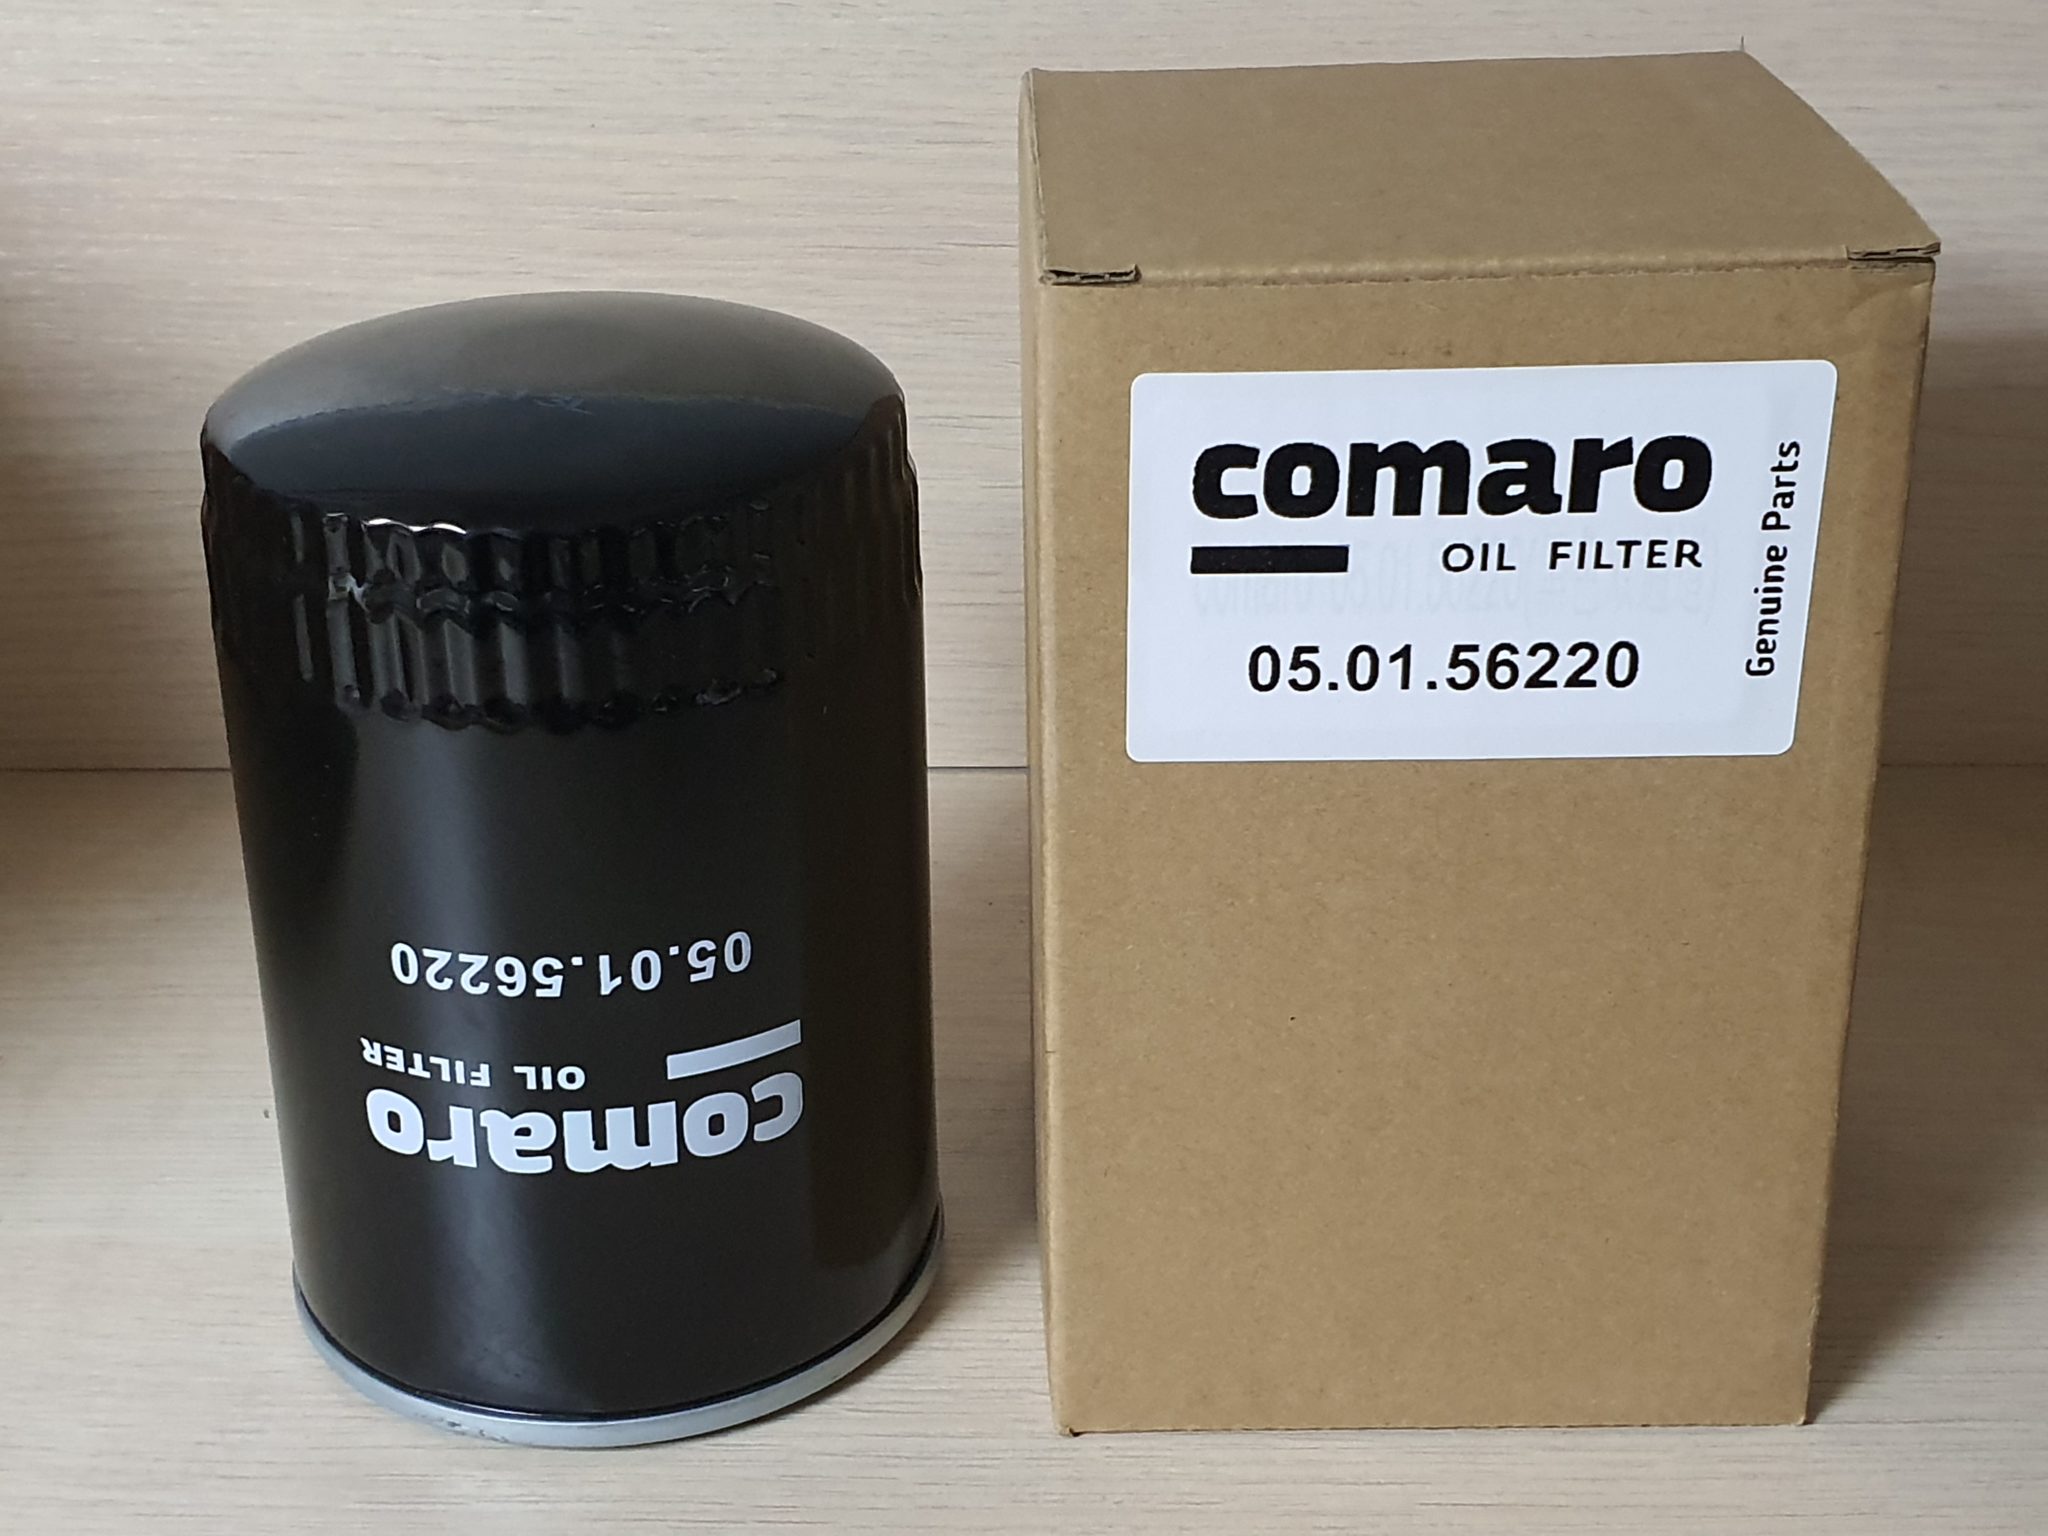 05.01.56220
OIL FILTER
comaro
comaro
OIL FILTER
05.01.56220
Genuine Parts